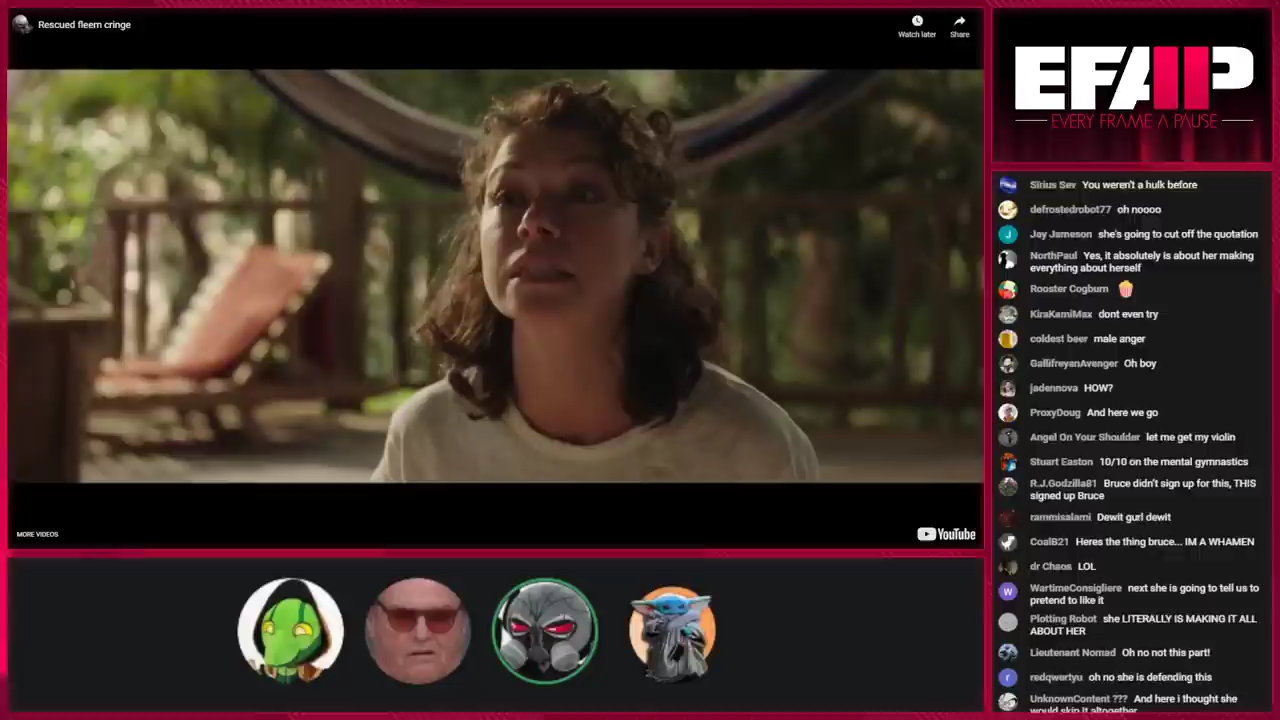 Rescued fleem cringe
Watch later
Share
MORE VIDEOS
YouTube
EFAP
EVERY FRAME A PAUSE
Sirius Sev You weren't a hulk before
defrostedrobot77 oh noooo
Jay Jameson she's going to cut off the quotation
NorthPaul Yes, it absolutely is about her making
everything about herself
Rooster Cogburn 🍿
KiraKamiMax dont even try
coldest beer male anger
GallifreyanAvenger Oh boy
jadennova HOW?
ProxyDoug And here we go
Angel On Your Shoulder let me get my violin
Stuart Easton 10/10 on the mental gymnastics
R.J.Godzilla81 Bruce didn't sign up for this, THIS
signed up Bruce
rammisalami Dewit gurl dewit
CoalB21 Heres the thing bruce... IM A WHAMEN
dr Chaos LOL
W
WartimeConsigliere next she is going to tell us to
pretend to like it
Plotting Robot she LITERALLY IS MAKING IT ALL
ABOUT HER
Lieutenant Nomad Oh no not this part!
r
redqwertyu oh no she is defending this
UnknownContent ??? And here i thought she
would skip it altogether